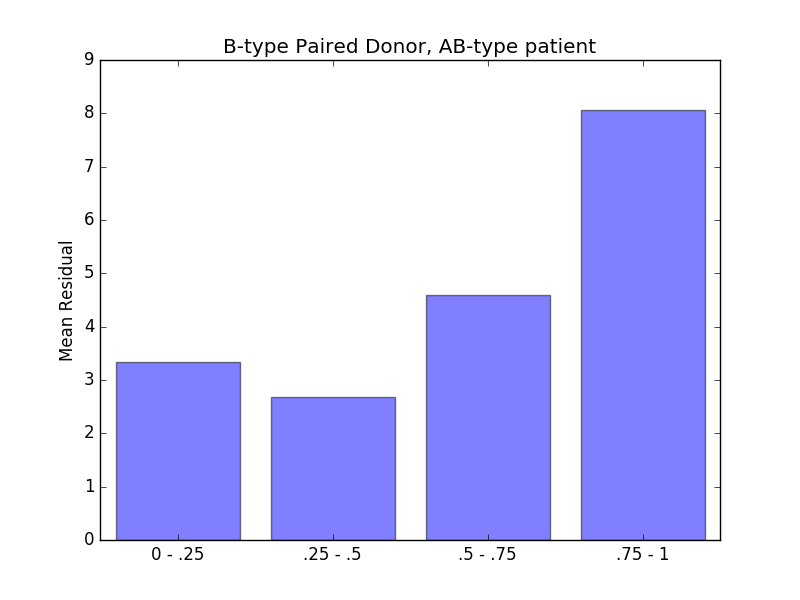 B-type Paired Donor, AB-type patient
Mean Residual
9
8
7
6
5
4
3
2
1
0
0 - .25
.25 - .5
.5 - .75
.75 - 1